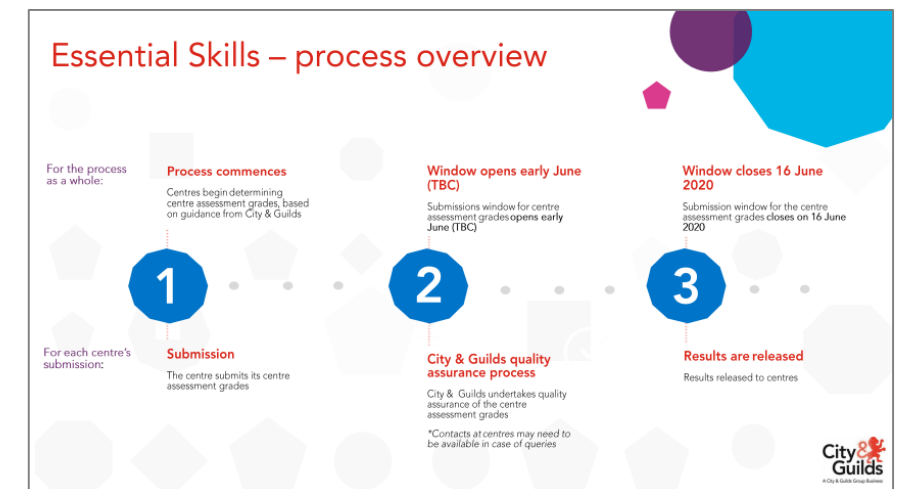 Essential Skills – process overview
For the process
as a whole:
Process commences
Centres begin determining
centre assessment grades, based
on guidance from City & Guilds
Window opens early June
(TBC)
Submissions window for centre
assessment grades opens early
June (TBC)
Window closes 16 June
2020
Submission window for the centre
assessment grades closes on 16 June
2020
1
2
3
For each centre's
submission:
Submission
The centre submits its centre
assessment grades
City & Guilds quality
assurance process
City & Guilds undertakes quality
assurance of the centre
assessment grades
*Contacts at centres may need to
be available in case of queries
Results are released
Results released to centres
City &
Guilds
A City & Guilds Group Business